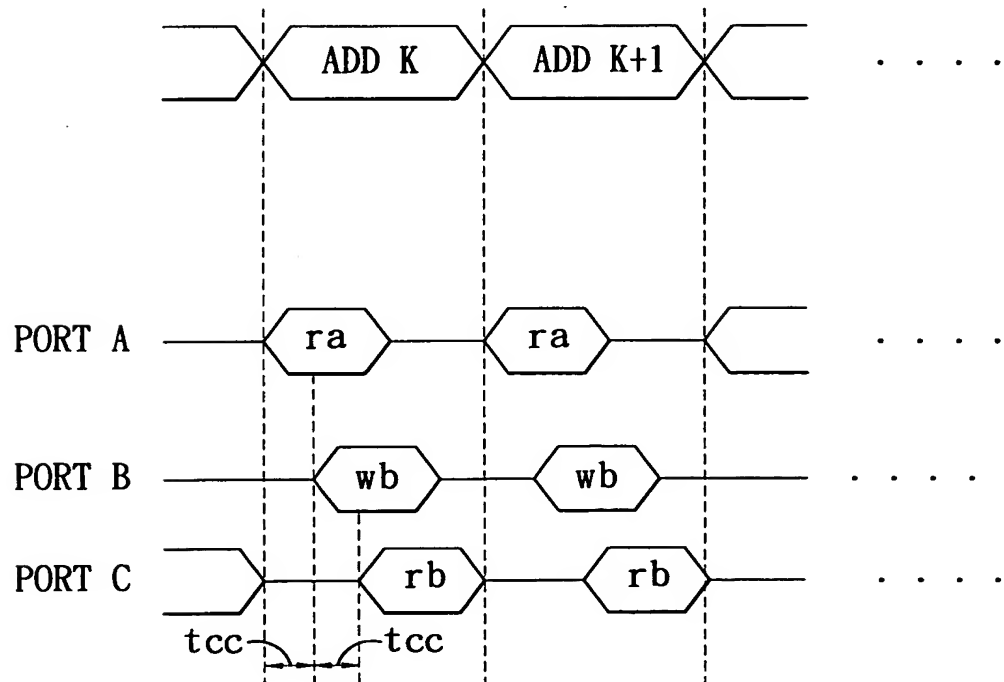 ADD K ADD K+1 . . . .
PORT A ra ra . . . .
PORT B wb wb . . . .
PORT C rb rb . . . .
tcc tcc